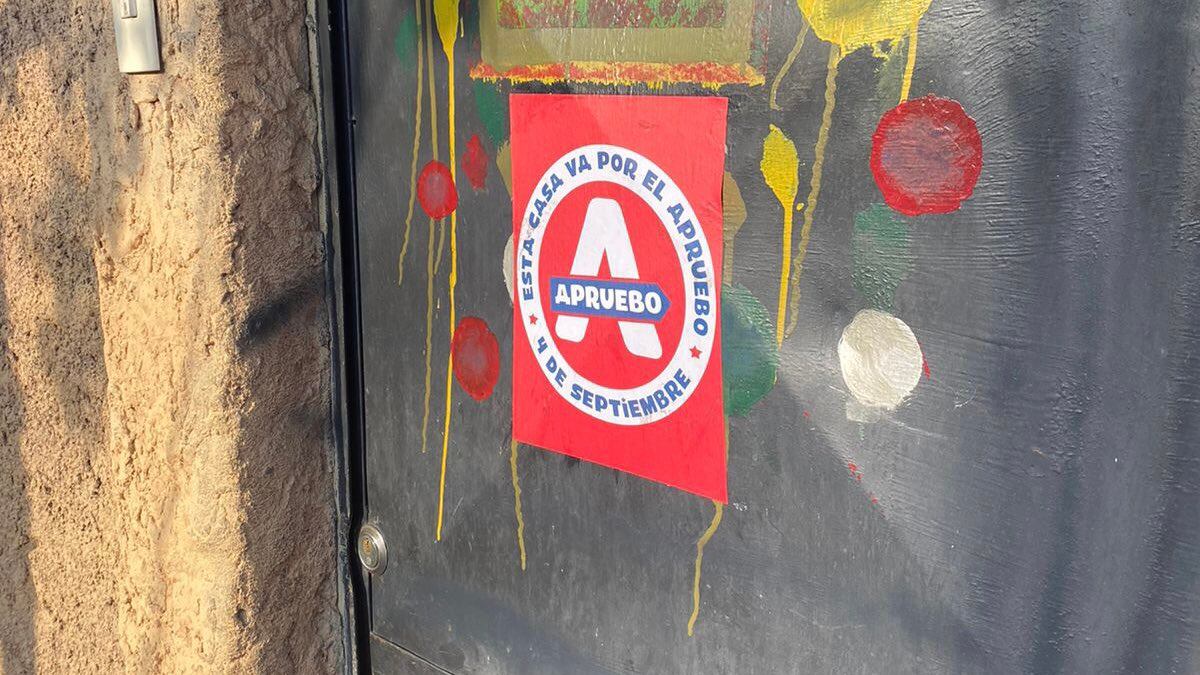 ESTA CASA VA POR EL APRUEBO
A
APRUEBO
4 DE SEPTiEMBRE